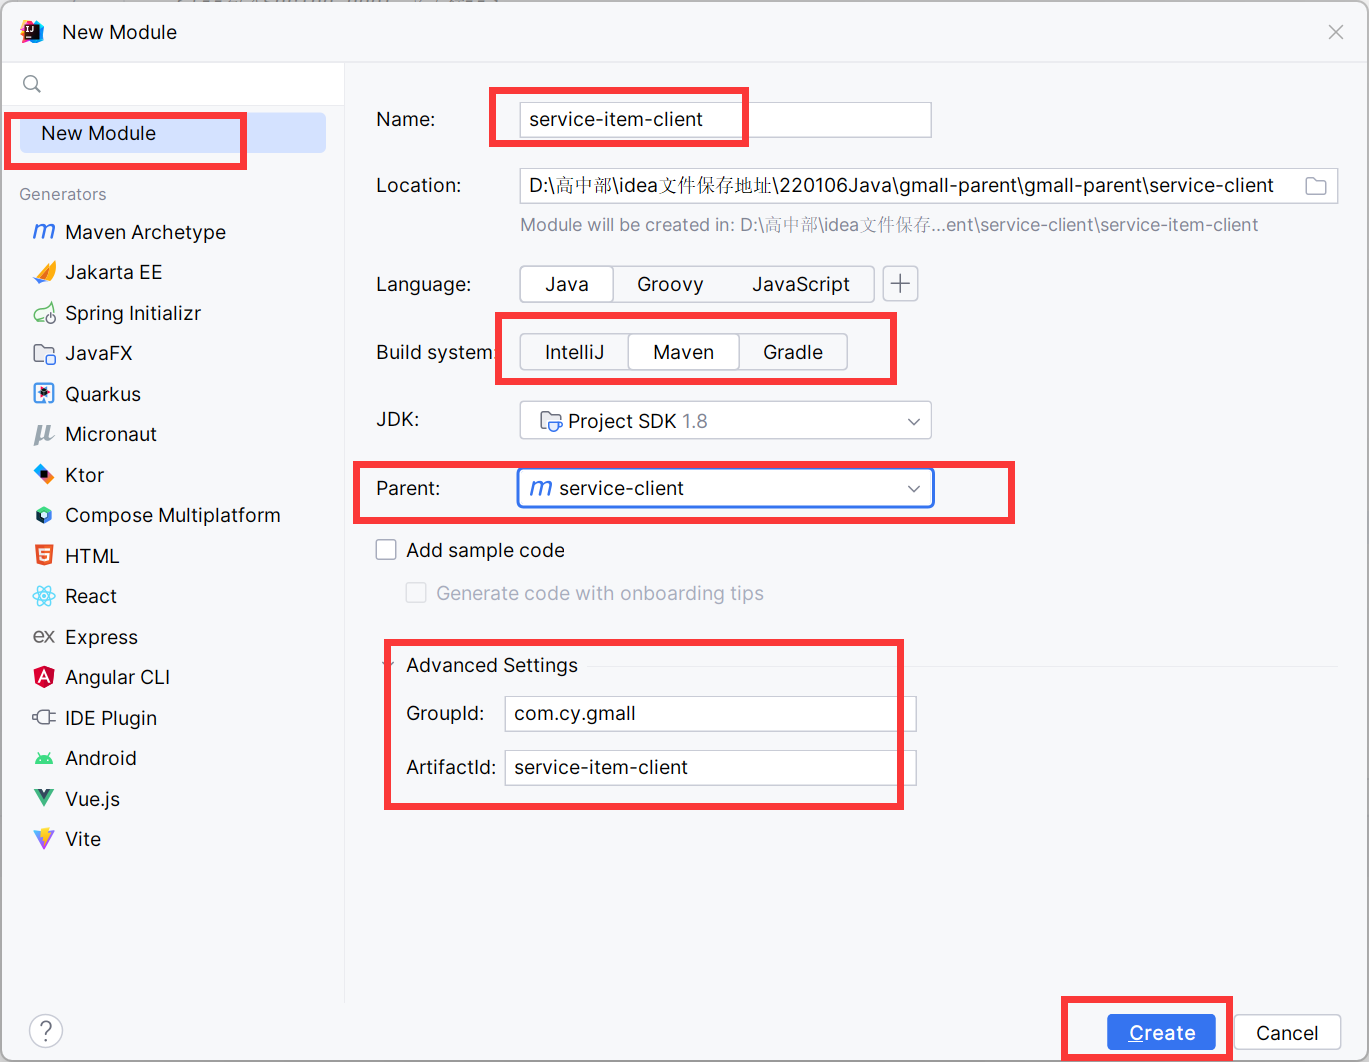 New Module
New Module
Generators
Maven Archetype
Jakarta EE
Spring Initializr
JavaFX
Quarkus
Micronaut
Ktor
Compose Multiplatform
HTML
React
ex Express
Angular CLI
IDE Plugin
Android
Vue.js
Vite
Name: service-item-client
Location: D:\高中部\idea文件保存地址\220106Java\gmall-parent\gmall-parent\service-client
Module will be created in: D:\高中部\idea文件保存...ent\service-client\service-item-client
Language: Java Groovy JavaScript
Build system: IntelliJ Maven Gradle
JDK: Project SDK 1.8
Parent: m service-client
Add sample code
Generate code with onboarding tips
Advanced Settings
GroupId: com.cy.gmall
ArtifactId: service-item-client
? Create Cancel